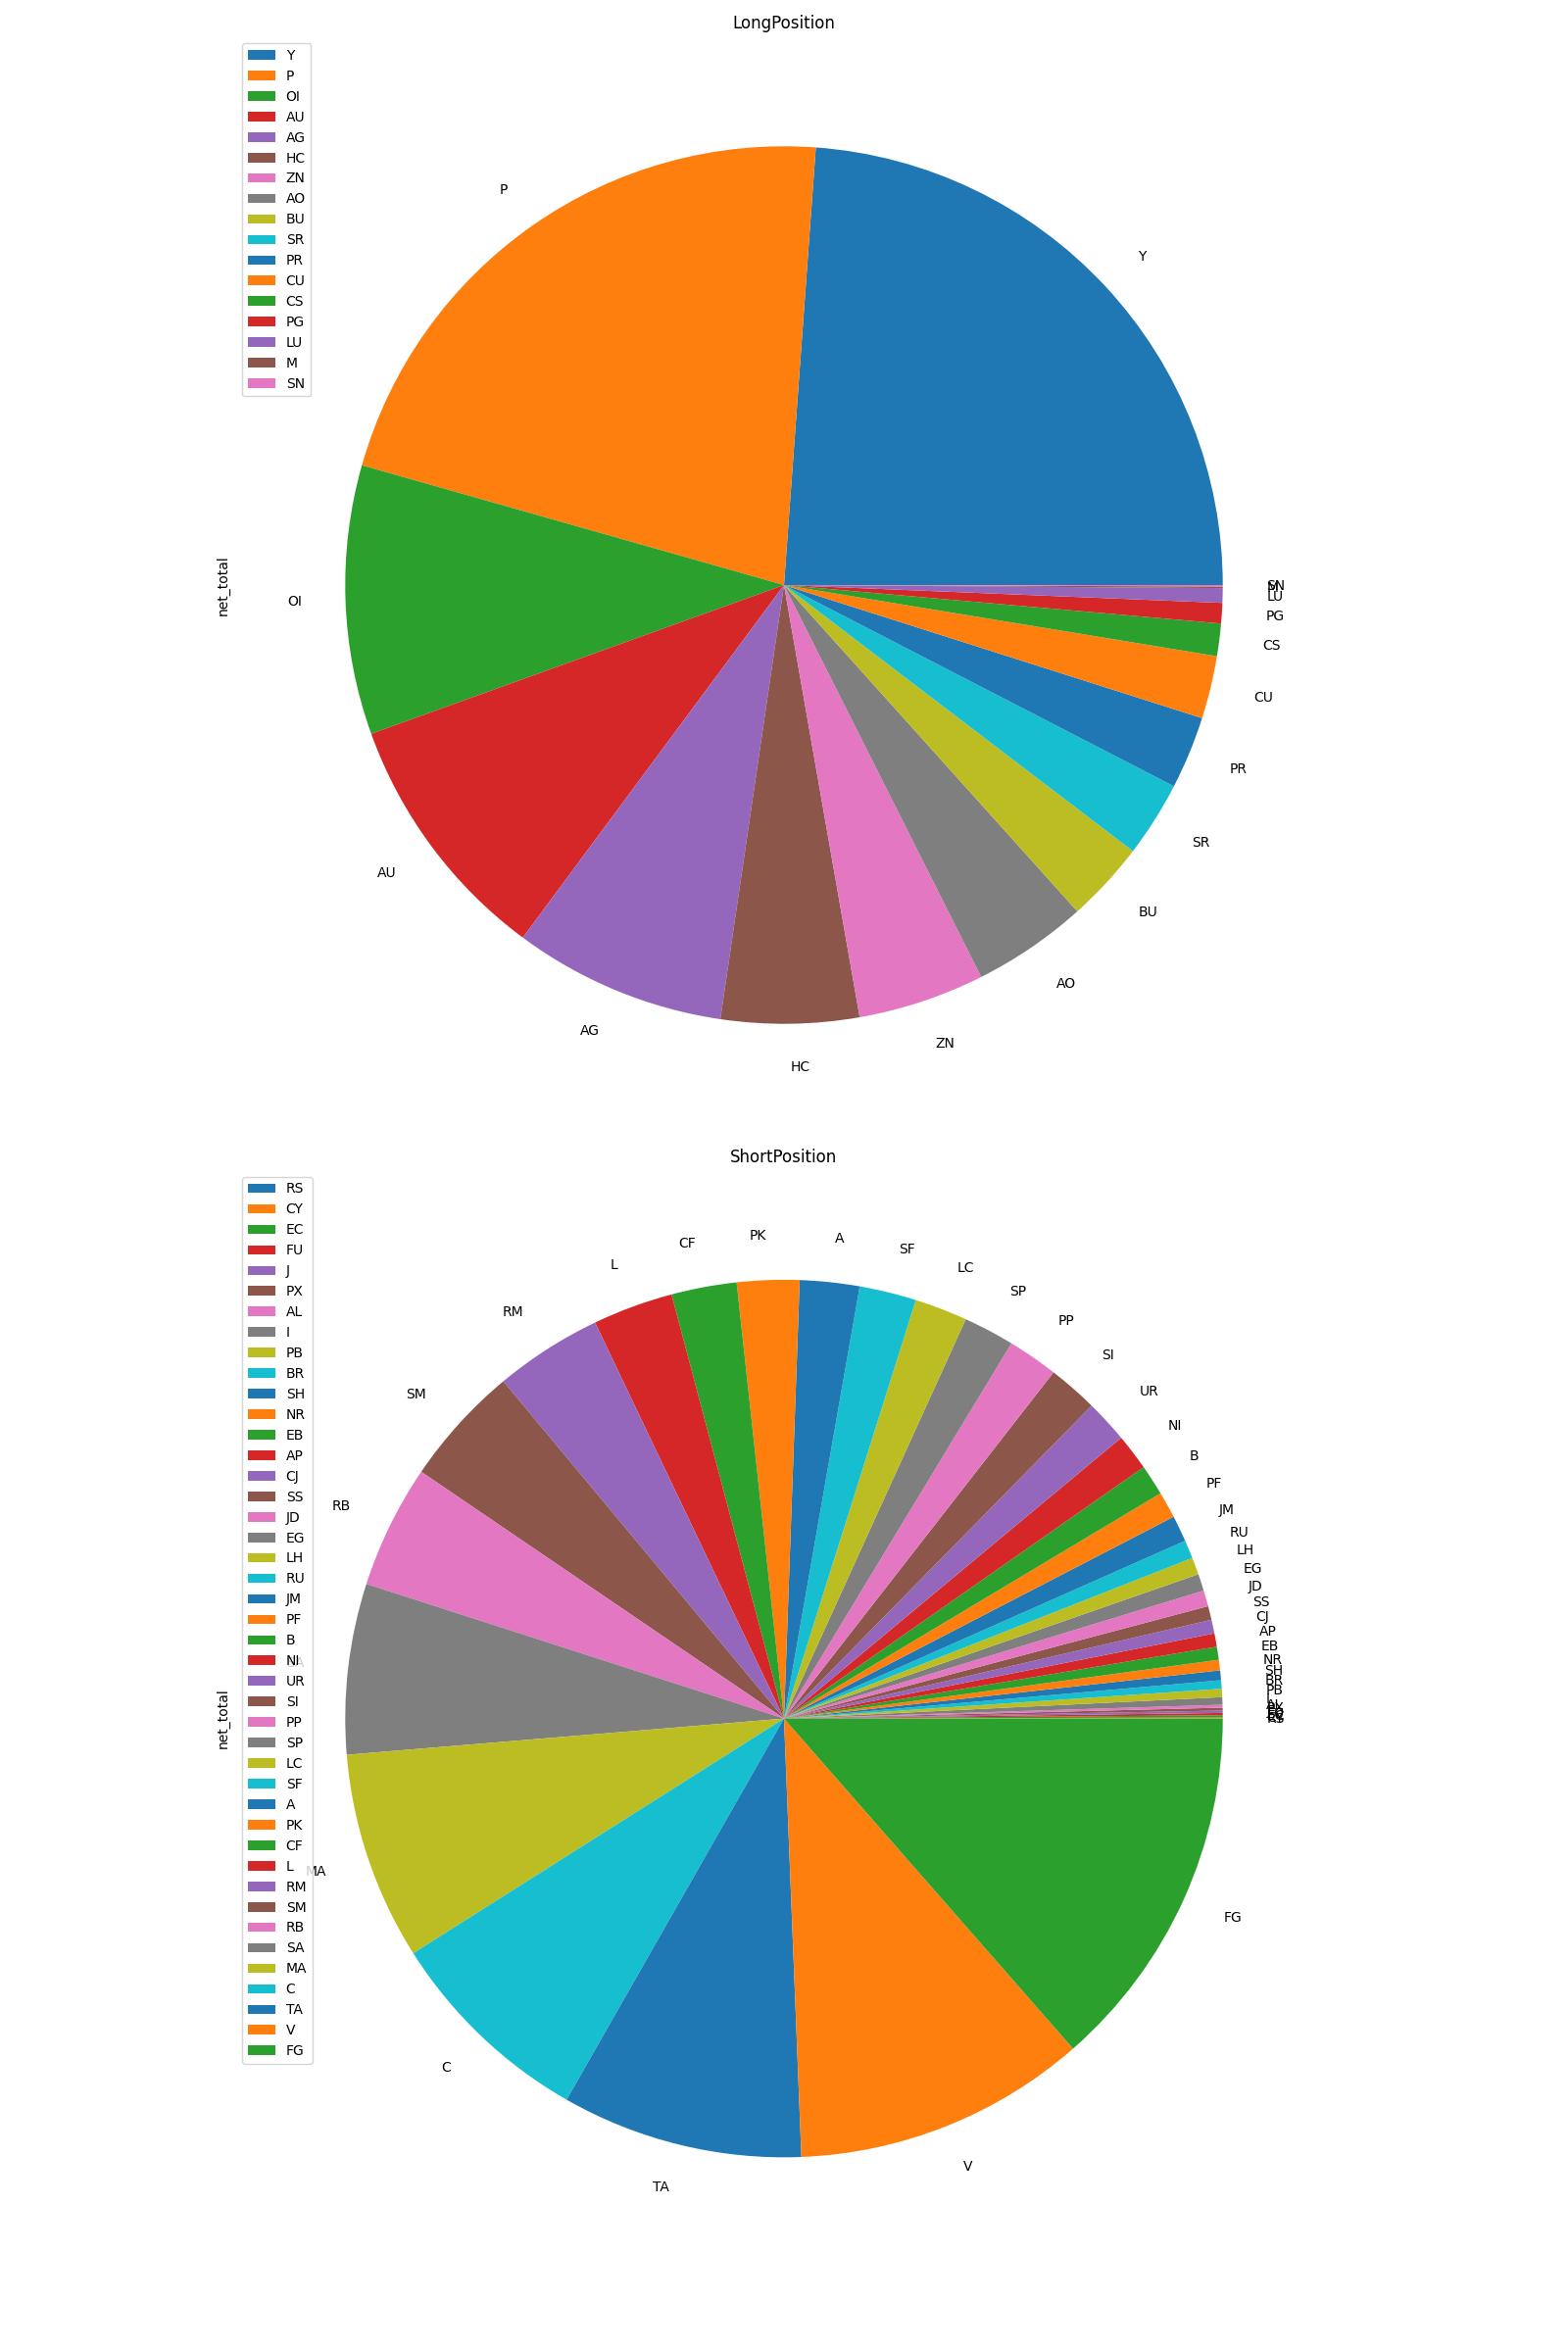 LongPosition
Y
P
OI
AU
AG
HC
ZN
AO
BU
SR
PR
CU
CS
PG
LU
M
SN
net_total
P
Y
OI
AU
AG
HC
ZN
AO
BU
SR
PR
CU
CS
PG
LU
SN
ShortPosition
RS
CY
EC
FU
J
PX
AL
I
PB
BR
SH
NR
EB
AP
CJ
SS
JD
EG
LH
RU
JM
PF
B
NI
UR
SI
PP
SP
LC
SF
A
PK
CF
L
RM
SM
RB
SA
MA
C
TA
V
FG
net_total
PK
A
CF
SF
L
LC
SP
RM
PP
SI
UR
SM
NI
B
PF
RB
JM
RU
LH
EG
JD
SS
CJ
AP
EB
NR
SH
BR
PB
MA
FG
C
V
TA